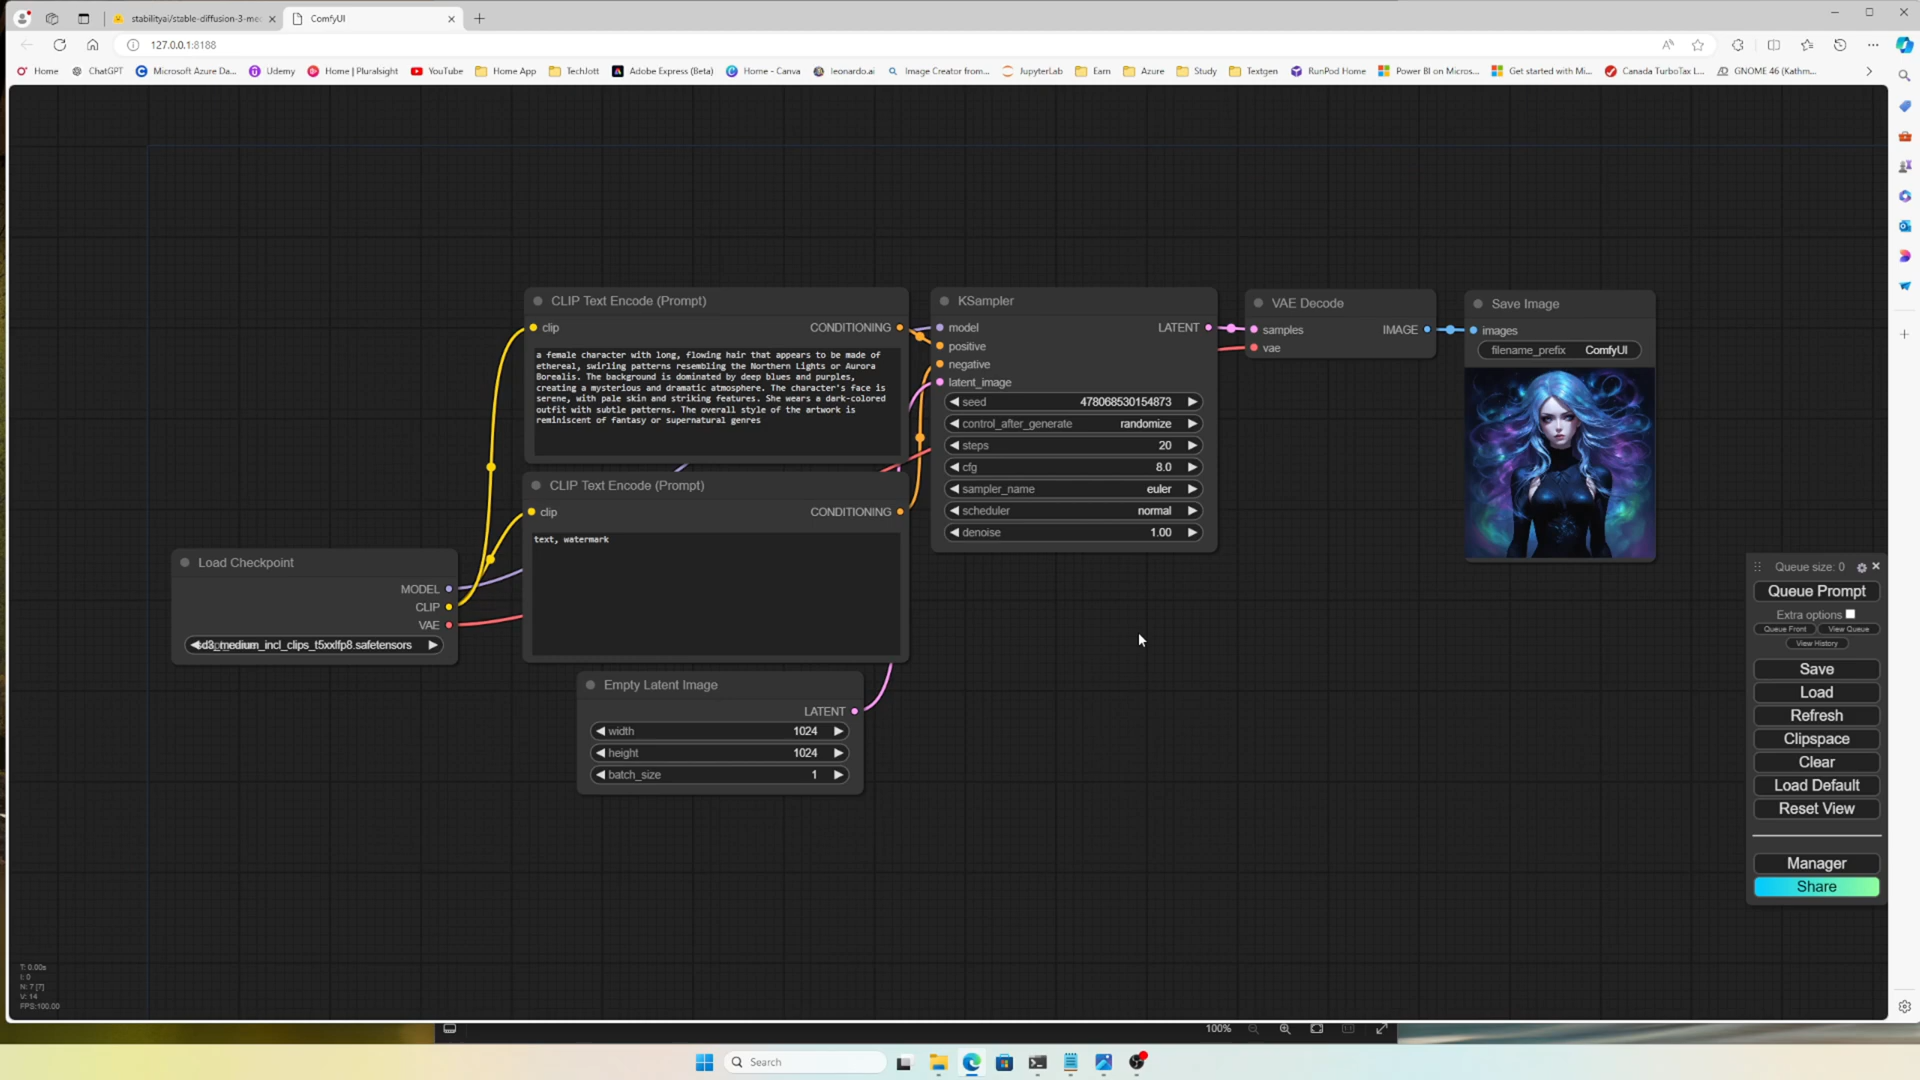 stabilityai/stable-diffusion-3-med
ComfyUI
127.0.0.1:8188
Home
ChatGPT
Microsoft Azure Da...
Udemy
Home | Pluralsight
YouTube
Home App
TechJott
Adobe Express (Beta)
Home - Canva
leonardo.ai
Image Creator from...
JupyterLab
Earn
Azure
Study
Textgen
RunPod Home
Power BI on Micros...
Get started with Mi...
Canada TurboTax L...
GNOME 46 (Kathm...
CLIP Text Encode (Prompt)
clip
CONDITIONING
a female character with long, flowing hair that appears to be made of
ethereal, swirling patterns resembling the Northern Lights or Aurora
Borealis. The background is dominated by deep blues and purples,
creating a mysterious and dramatic atmosphere. The character's face is
serene, with pale skin and striking features. She wears a dark-colored
outfit with subtle patterns. The overall style of the artwork is
reminiscent of fantasy or supernatural genres
CLIP Text Encode (Prompt)
clip
CONDITIONING
text, watermark
Load Checkpoint
MODEL
CLIP
VAE
sd3_medium_incl_clips_t5xxlfp8.safetensors
Empty Latent Image
LATENT
width 1024
height 1024
batch_size 1
KSampler
model
LATENT
positive
negative
latent_image
seed 478068530154873
control_after_generate randomize
steps 20
cfg 8.0
sampler_name euler
scheduler normal
denoise 1.00
VAE Decode
samples
IMAGE
vae
Save Image
images
filename_prefix ComfyUI
Queue size: 0
Queue Prompt
Extra options
Queue Front
View Queue
View History
Save
Load
Refresh
Clipspace
Clear
Load Default
Reset View
Manager
Share
T: 0.00s
I: 0
N: 7 [7]
V: 14
FPS:100.00
100%
Search